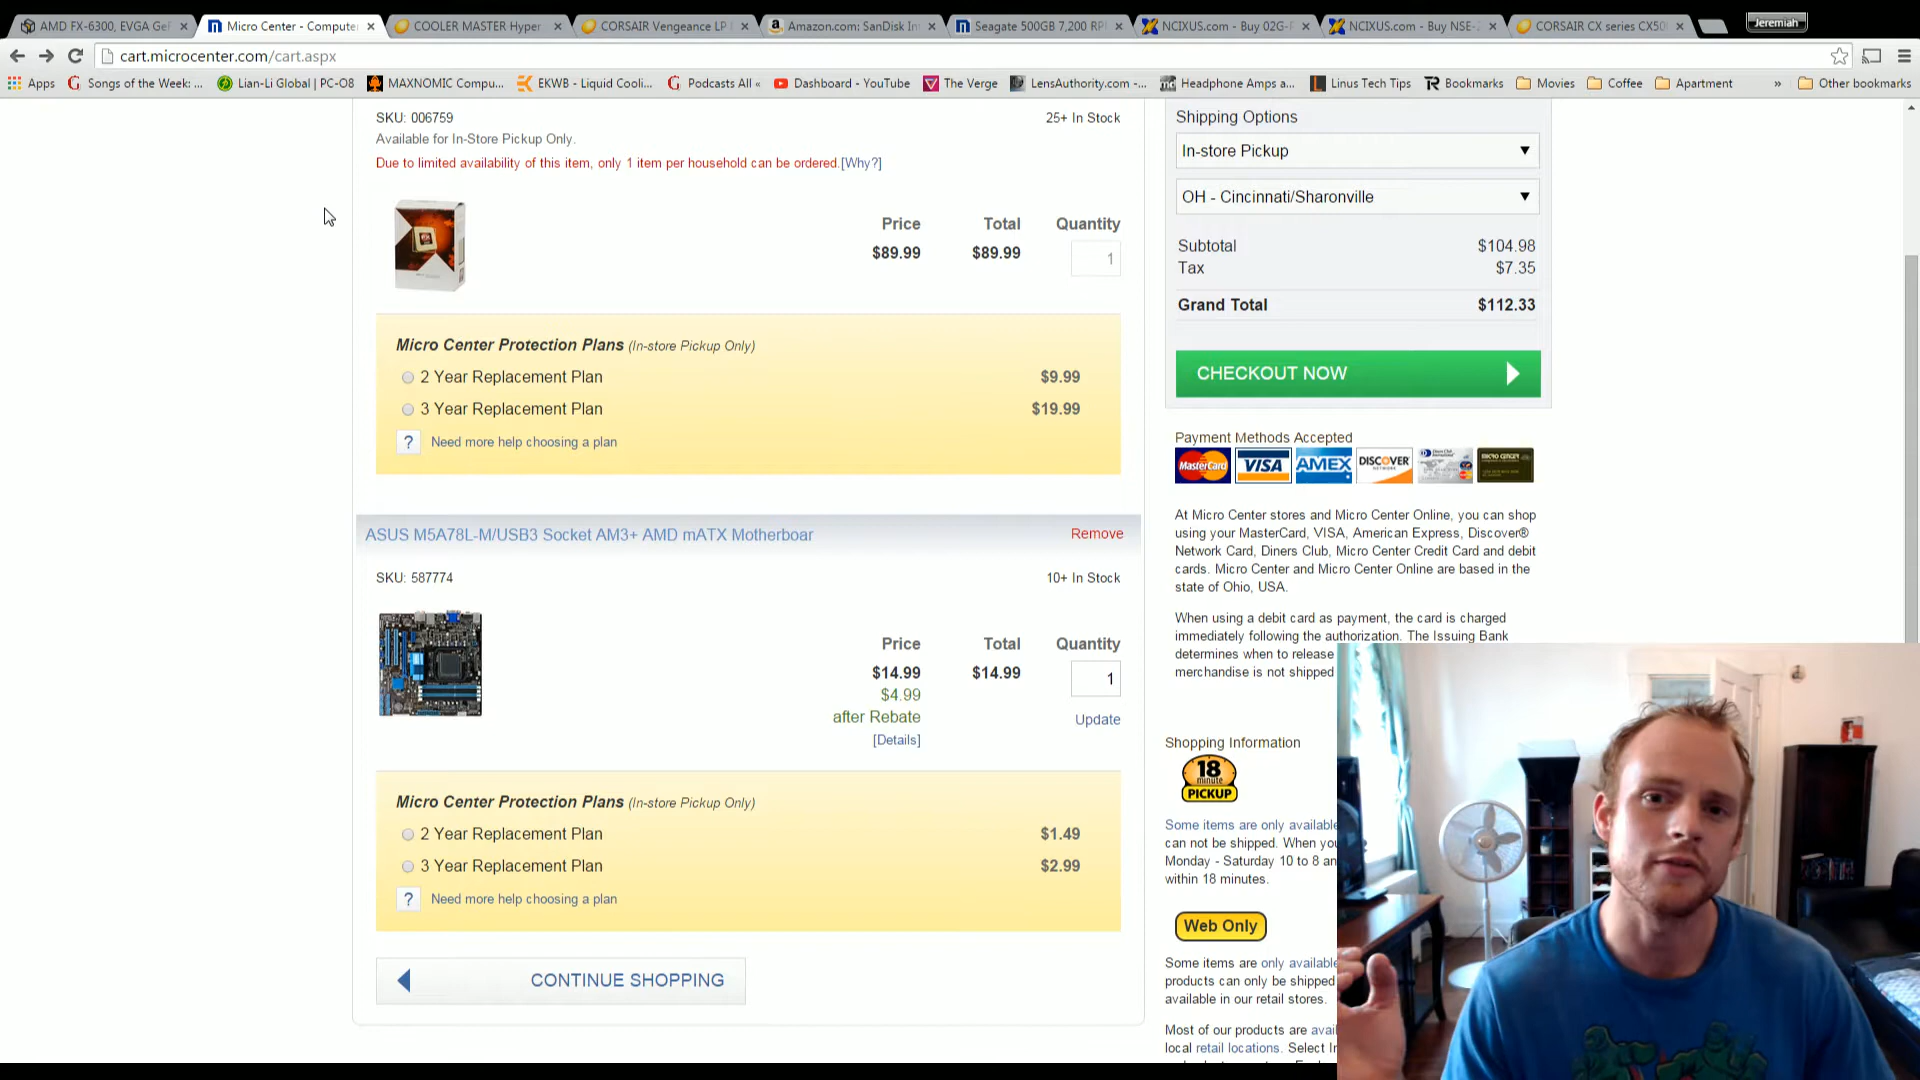 AMD FX-6300, EVGA GeF
Micro Center - Compute
COOLER MASTER Hyper
CORSAIR Vengeance LP
Amazon.com: SanDisk In
Seagate 500GB 7,200 RP
NCIXUS.com - Buy 02G-
NCIXUS.com - Buy NSE-
CORSAIR CX series CX50
Jeremiah
cart.microcenter.com/cart.aspx
Apps
Songs of the Week: ...
Lian-Li Global | PC-O8
MAXNOMIC Compu...
EKWB - Liquid Cooli...
Podcasts All «
Dashboard - YouTube
The Verge
LensAuthority.com -...
Headphone Amps a...
Linus Tech Tips
Bookmarks
Movies
Coffee
Apartment
»
Other bookmarks
SKU: 006759
25+ In Stock
Available for In-Store Pickup Only.
Due to limited availability of this item, only 1 item per household can be ordered.[Why?]
Price Total Quantity
$89.99 $89.99 1
Micro Center Protection Plans (In-store Pickup Only)
2 Year Replacement Plan $9.99
3 Year Replacement Plan $19.99
? Need more help choosing a plan
ASUS M5A78L-M/USB3 Socket AM3+ AMD mATX Motherboar
Remove
SKU: 587774
10+ In Stock
Price Total Quantity
$14.99 $14.99 1
$4.99
after Rebate
Update
[Details]
Micro Center Protection Plans (In-store Pickup Only)
2 Year Replacement Plan $1.49
3 Year Replacement Plan $2.99
? Need more help choosing a plan
CONTINUE SHOPPING
Shipping Options
In-store Pickup
OH - Cincinnati/Sharonville
Subtotal $104.98
Tax $7.35
Grand Total $112.33
CHECKOUT NOW
Payment Methods Accepted
MasterCard
VISA
AMEX
DISCOVER
MICRO CENTER
At Micro Center stores and Micro Center Online, you can shop
using your MasterCard, VISA, American Express, Discover®
Network Card, Diners Club, Micro Center Credit Card and debit
cards. Micro Center and Micro Center Online are based in the
state of Ohio, USA.
When using a debit card as payment, the card is charged
immediately following the authorization. The Issuing Bank
determines when to release
merchandise is not shipped
Shopping Information
18
minute
PICKUP
Some items are only available
can not be shipped. When you
Monday - Saturday 10 to 8 an
within 18 minutes.
Web Only
Some items are only available
products can only be shipped
available in our retail stores.
Most of our products are avai
local retail locations. Select In